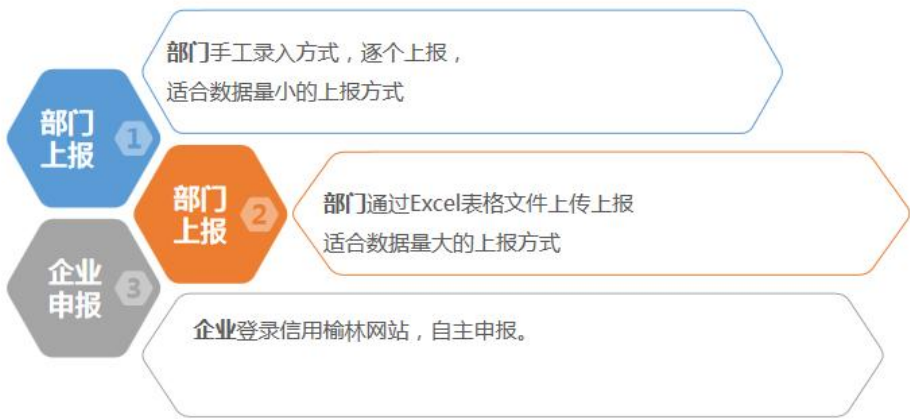 部门手工录入方式，逐个上报，
适合数据量小的上报方式
部门
上报
1
部门
上报
2
部门通过Excel表格文件上传上报
适合数据量大的上报方式
企业
申报
3
企业登录信用榆林网站，自主申报。